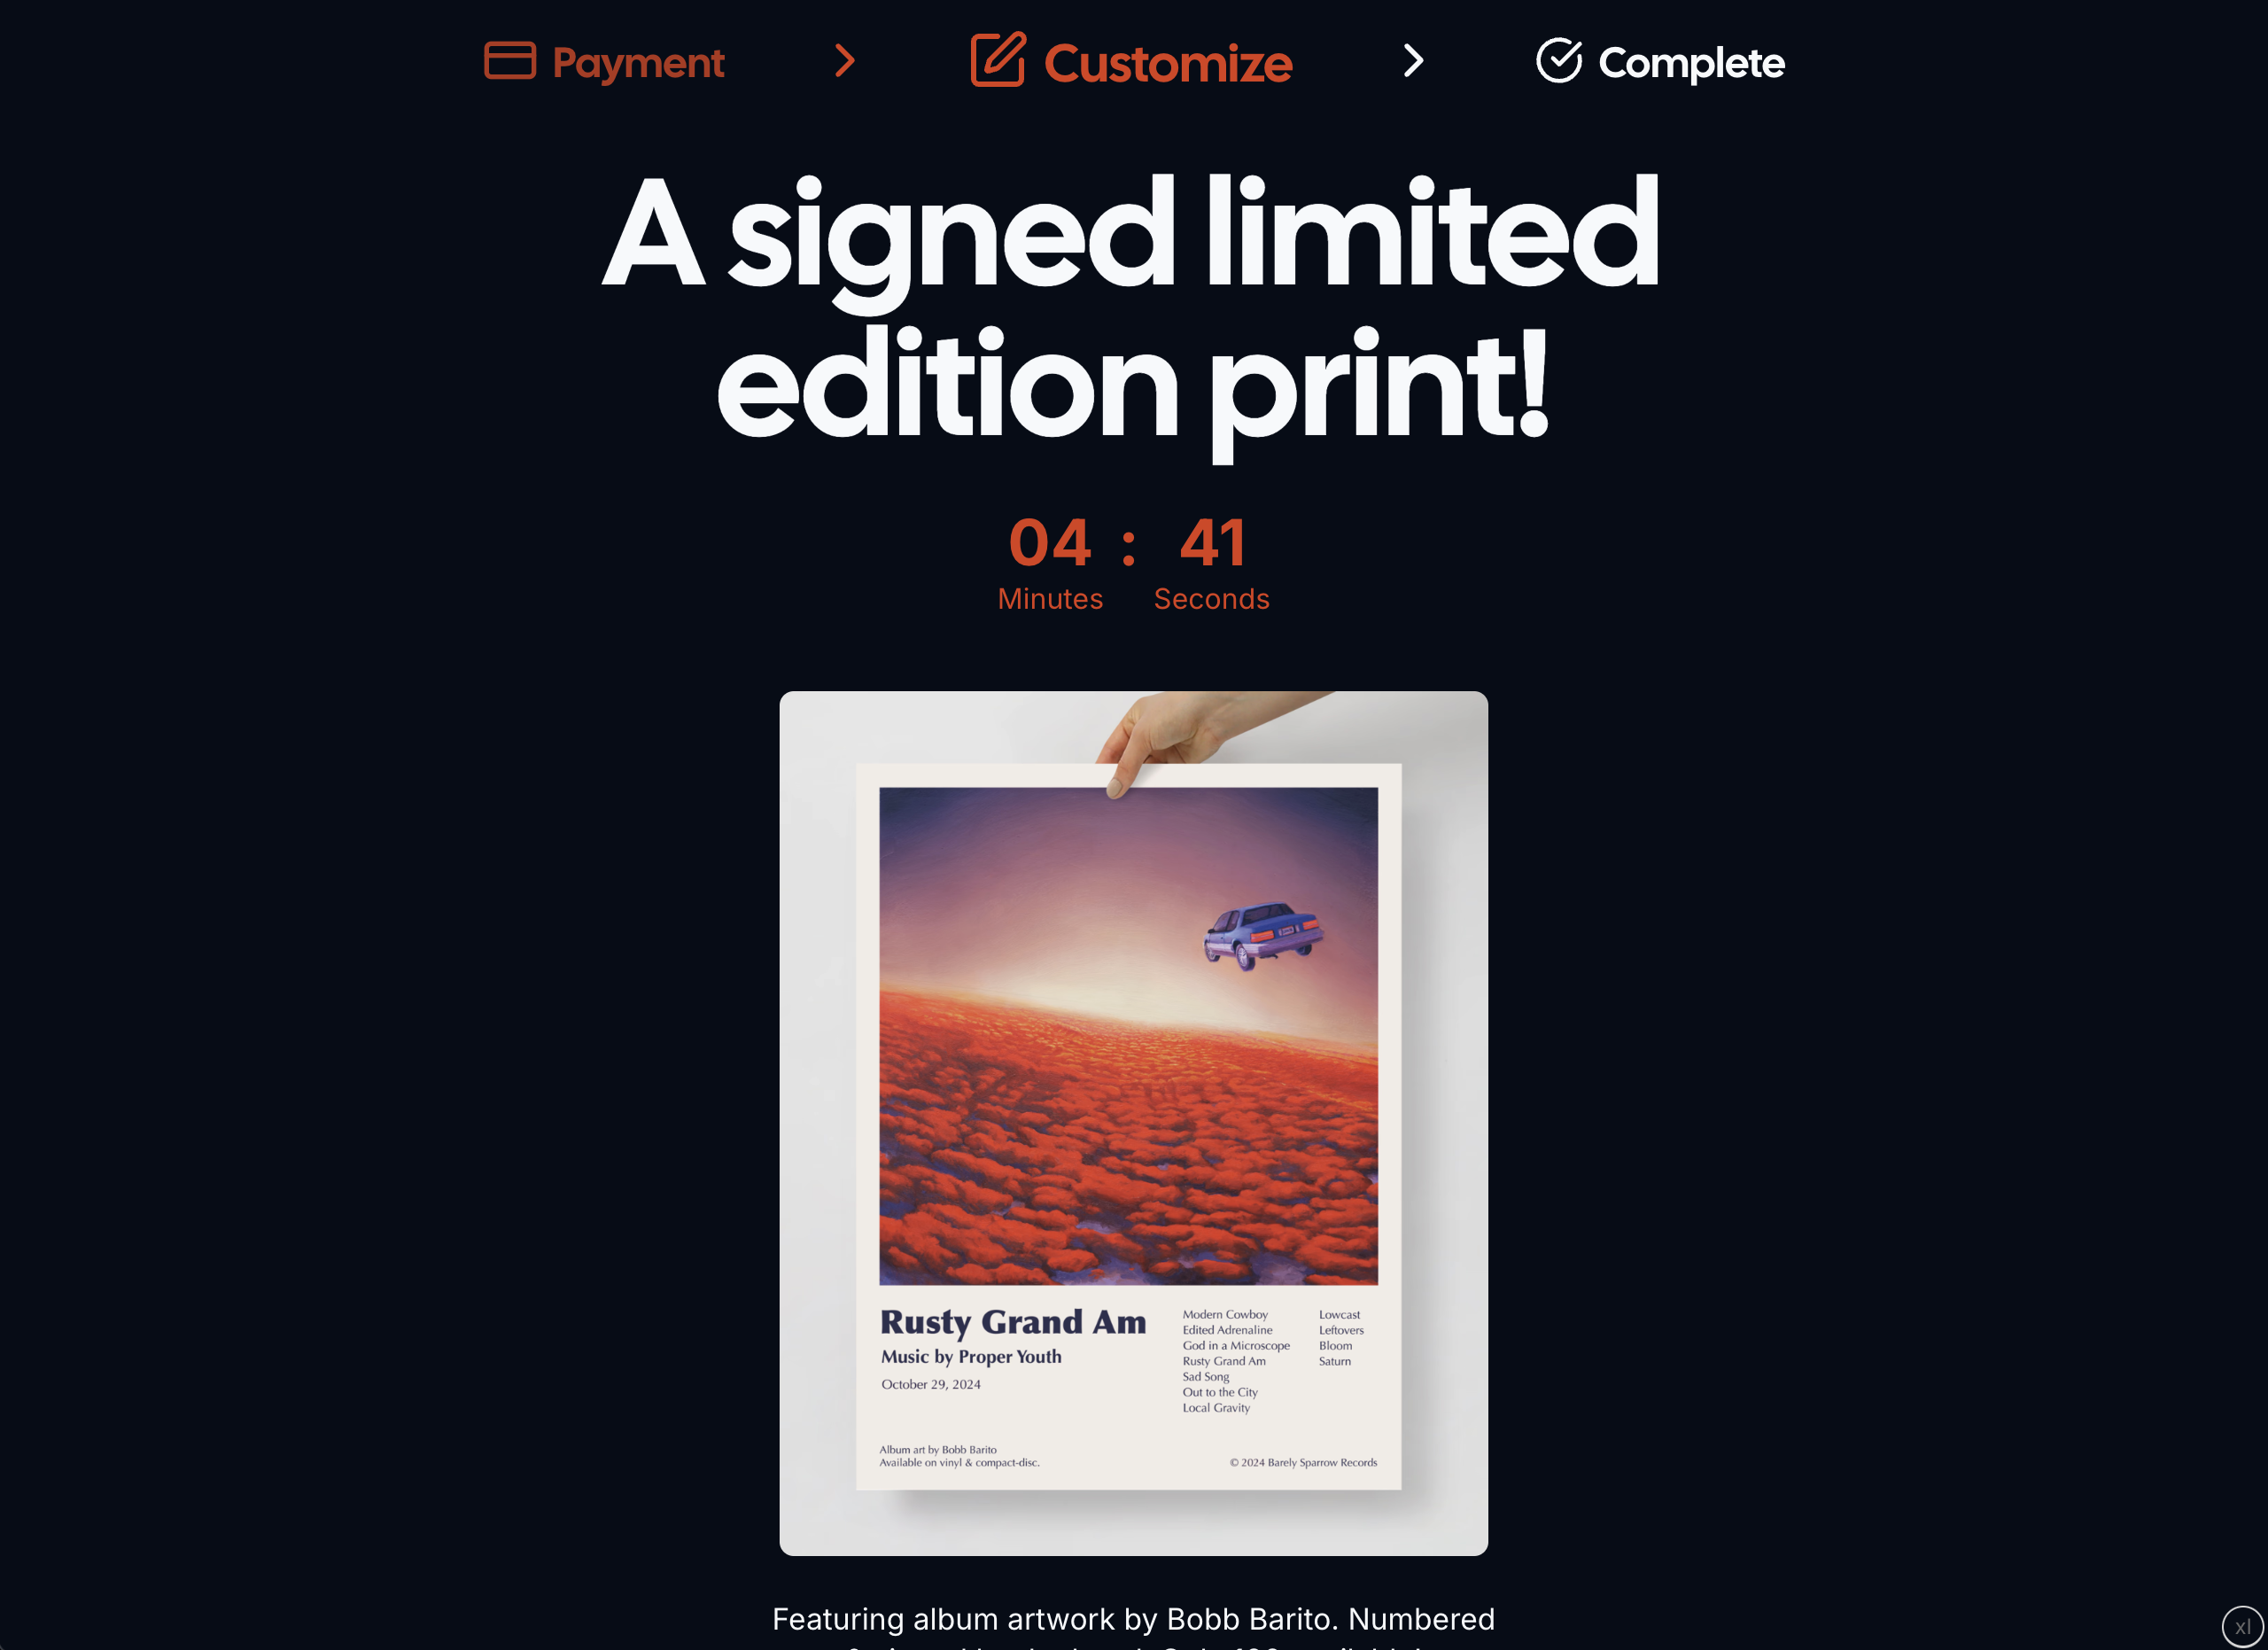 Payment
Customize
Complete
A signed limited
edition print!
04 : 41
Minutes Seconds
Rusty Grand Am
Music by Proper Youth
October 29, 2024
Modern Cowboy
Edited Adrenaline
God in a Microscope
Rusty Grand Am
Sad Song
Out to the City
Local Gravity
Lowcast
Leftovers
Bloom
Saturn
Album art by Bobb Barito
Available on vinyl & compact-disc.
© 2024 Barely Sparrow Records
Featuring album artwork by Bobb Barito. Numbered
xl